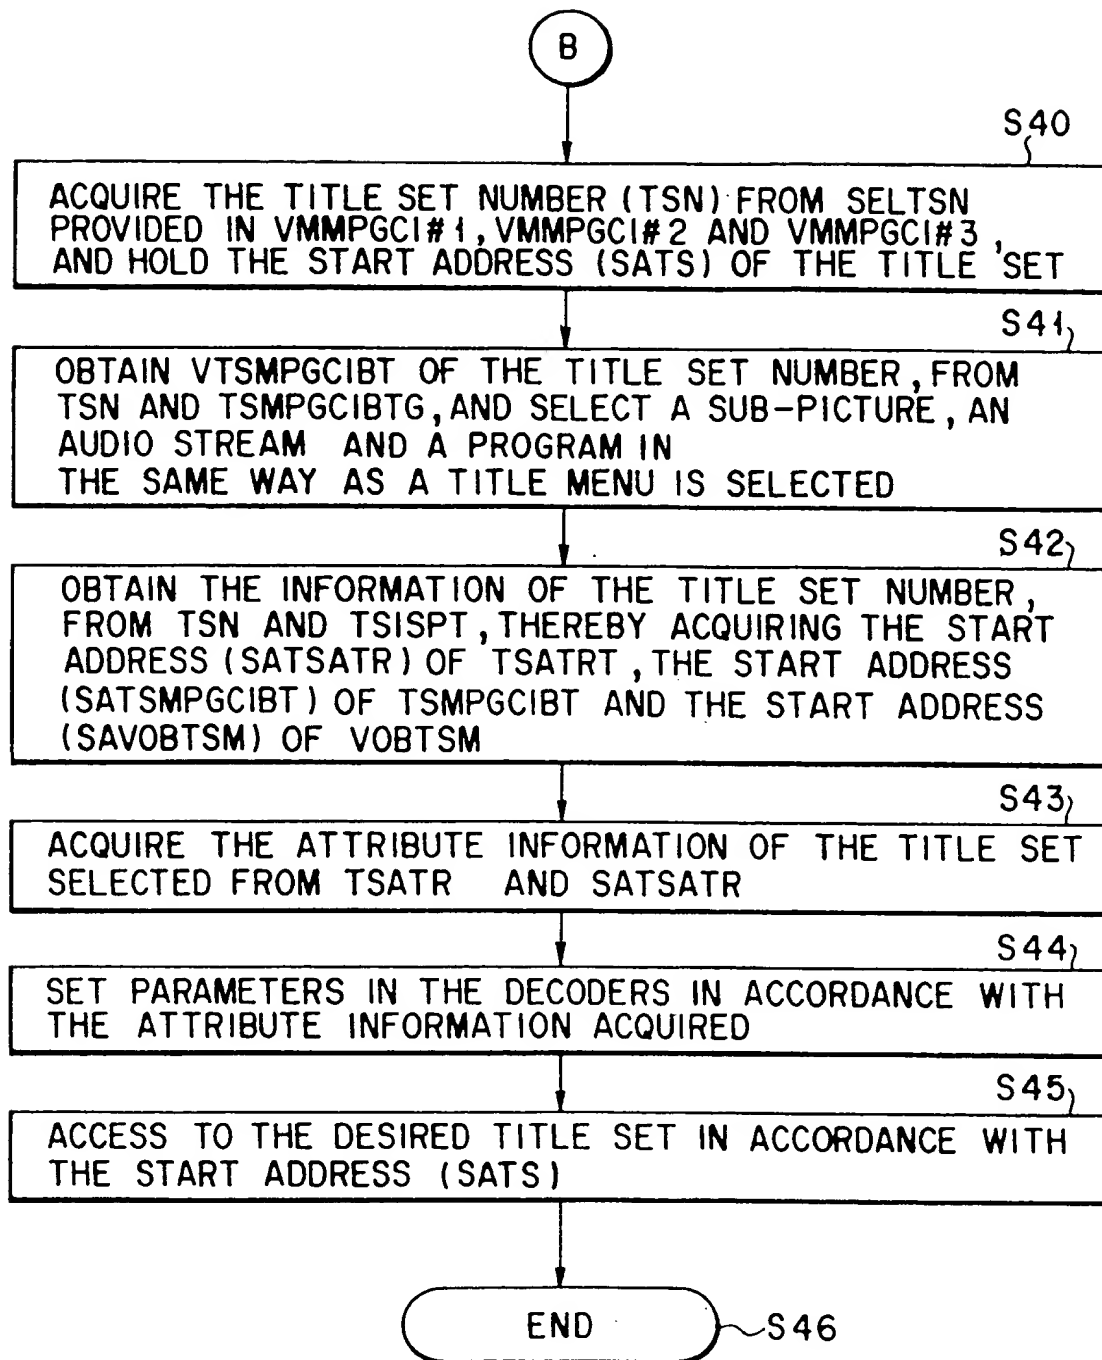 B
S40
ACQUIRE THE TITLE SET NUMBER (TSN) FROM SELTSN
PROVIDED IN VMMPGCI#1, VMMPGCI#2 AND VMMPGCI#3,
AND HOLD THE START ADDRESS (SATS) OF THE TITLE SET
S41
OBTAIN VTSMPGCIBT OF THE TITLE SET NUMBER, FROM
TSN AND TSMPGCIBTG, AND SELECT A SUB-PICTURE, AN
AUDIO STREAM AND A PROGRAM IN
THE SAME WAY AS A TITLE MENU IS SELECTED
S42
OBTAIN THE INFORMATION OF THE TITLE SET NUMBER,
FROM TSN AND TSISPT, THEREBY ACQUIRING THE START
ADDRESS (SATSATR) OF TSATRT, THE START ADDRESS
(SATSMPGCIBT) OF TSMPGCIBT AND THE START ADDRESS
(SAVOBTSM) OF VOBTSM
S43
ACQUIRE THE ATTRIBUTE INFORMATION OF THE TITLE SET
SELECTED FROM TSATR AND SATSATR
S44
SET PARAMETERS IN THE DECODERS IN ACCORDANCE WITH
THE ATTRIBUTE INFORMATION ACQUIRED
S45
ACCESS TO THE DESIRED TITLE SET IN ACCORDANCE WITH
THE START ADDRESS (SATS)
END
S46